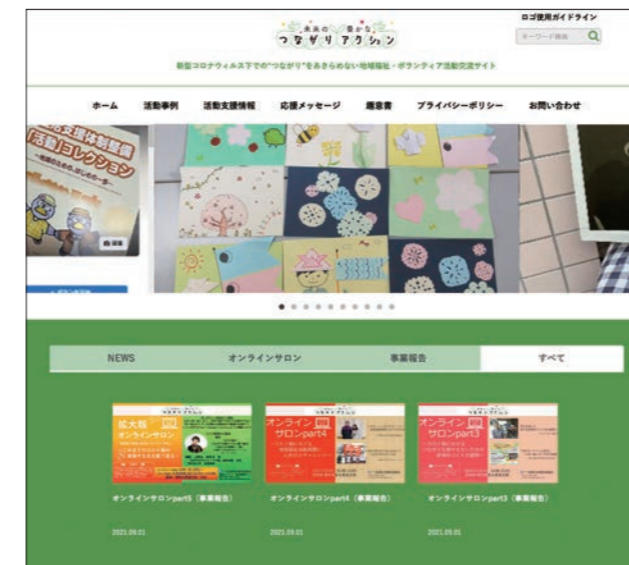 ロゴ使用ガイドライン
未来の 豊かな
つながりアクション
キーワード検索
新型コロナウィルス下での“つながり”をあきらめない地域福祉・ボランティア活動交流サイト
ホーム 活動事例 活動支援情報 応援メッセージ 趣意書 プライバシーポリシー お問い合わせ
活支援体制整備
「活動」コレクション
NEWS オンラインサロン 事業報告 すべて
拡大版
オンラインサロン
オンライン
サロンpart4
オンライン
サロンpart3
オンラインサロンpart5（事業報告） オンラインサロンpart4（事業報告） オンラインサロンpart3（事業報告）
2021.09.01 2021.09.01 2021.09.01